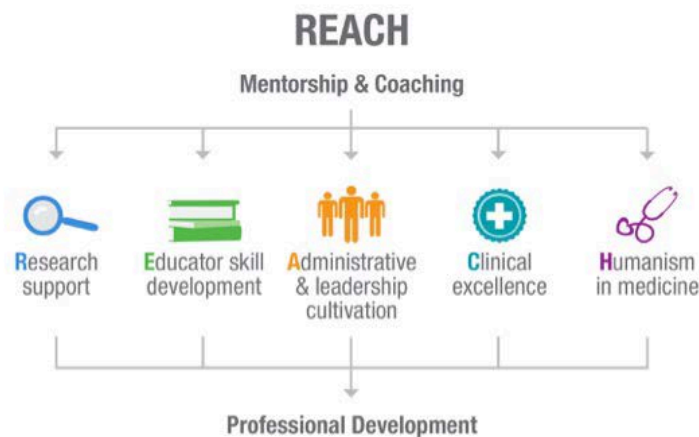 REACH
Mentorship & Coaching
Research
support
Educator skill
development
Administrative
& leadership
cultivation
Clinical
excellence
Humanism
in medicine
Professional Development